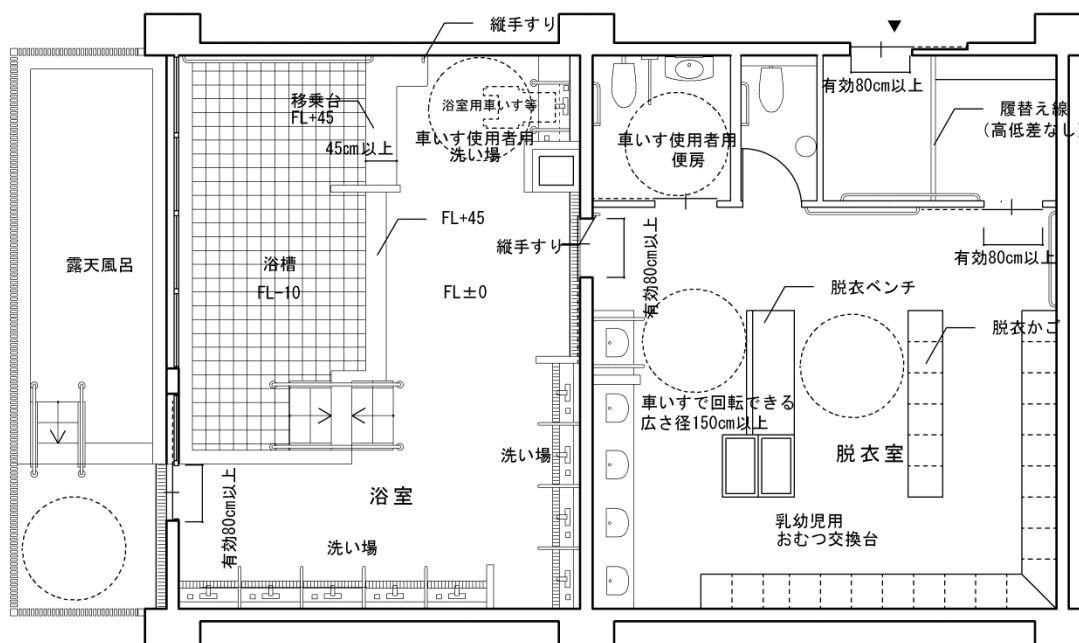 縦手すり
有効80cm以上
履替え線
(高低差なし)
移乗台
FL+45
45cm以上
浴室用車いす等
車いす使用者用
洗い場
車いす使用者用
便房
FL+45
縦手すり
有効80cm以上
有効80cm以上
露天風呂
浴槽
FL-10
FL±0
脱衣ベンチ
脱衣かご
車いすで回転できる
広さ径150cm以上
洗い場
脱衣室
浴室
有効80cm以上
乳幼児用
おむつ交換台
洗い場